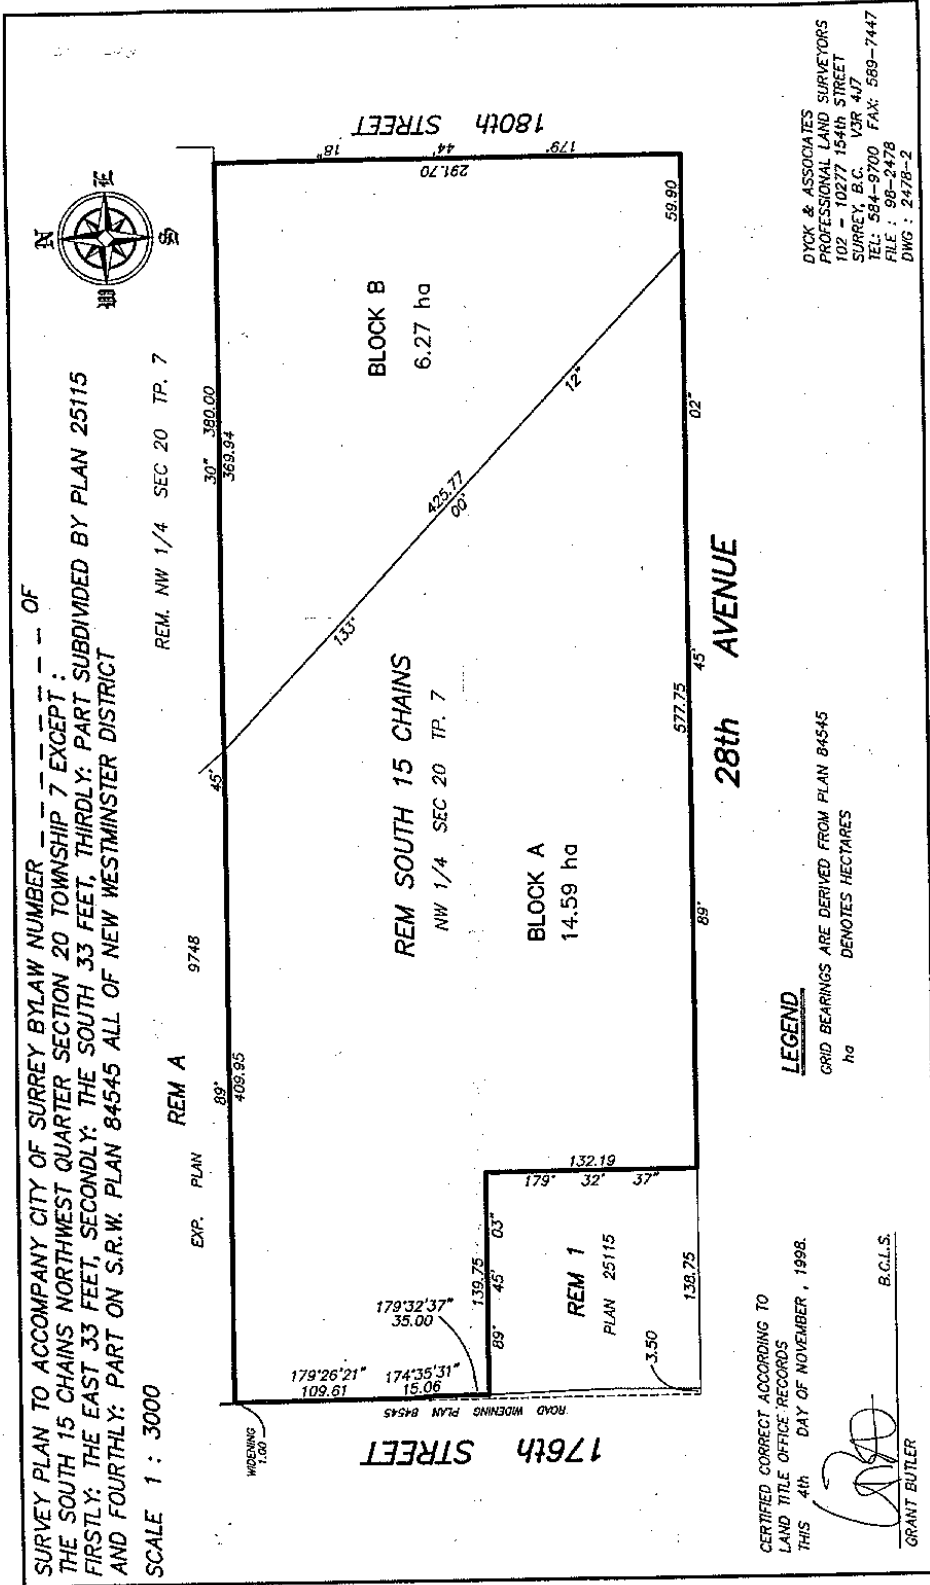 SURVEY PLAN TO ACCOMPANY CITY OF SURREY BYLAW NUMBER _ _ _ _ _ _ _ _ OF
THE SOUTH 15 CHAINS NORTHWEST QUARTER SECTION 20 TOWNSHIP 7 EXCEPT :
FIRSTLY: THE EAST 33 FEET, SECONDLY: THE SOUTH 33 FEET, THIRDLY: PART SUBDIVIDED BY PLAN 25115
AND FOURTHLY: PART ON S.R.W. PLAN 84545 ALL OF NEW WESTMINSTER DISTRICT
SCALE 1 : 3000
N
E
S
W
REM A
EXP. PLAN 9748
REM. NW 1/4 SEC 20 TP. 7
WIDENING
1.00
89° 45' 30" 380.00
409.95 369.94
180th STREET
179° 44' 18"
291.70
BLOCK B
6.27 ha
133° 00' 12"
425.77
REM SOUTH 15 CHAINS
NW 1/4 SEC 20 TP. 7
BLOCK A
14.59 ha
179°26'21"
109.61
174°35'31"
15.06
179°32'37"
35.00
139.75
89° 45' 03"
132.19
179° 32' 37"
REM 1
PLAN 25115
138.75
3.50
ROAD WIDENING PLAN 84545
176th STREET
577.75 59.90
89° 45' 02"
28th AVENUE
LEGEND
GRID BEARINGS ARE DERIVED FROM PLAN 84545
ha DENOTES HECTARES
CERTIFIED CORRECT ACCORDING TO
LAND TITLE OFFICE RECORDS
THIS 4th DAY OF NOVEMBER , 1998.
B.C.L.S.
GRANT BUTLER
DYCK & ASSOCIATES
PROFESSIONAL LAND SURVEYORS
102 - 10277 154th STREET
SURREY, B.C. V3R 4J7
TEL: 584-9700 FAX: 589-7447
FILE : 98-2478
DWG : 2478-2